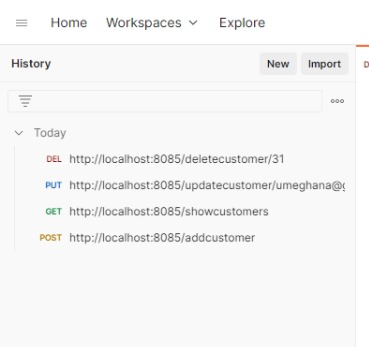 Home Workspaces Explore
History New Import
Today
DEL http://localhost:8085/deletecustomer/31
PUT http://localhost:8085/updatecustomer/umeghana@g
GET http://localhost:8085/showcustomers
POST http://localhost:8085/addcustomer